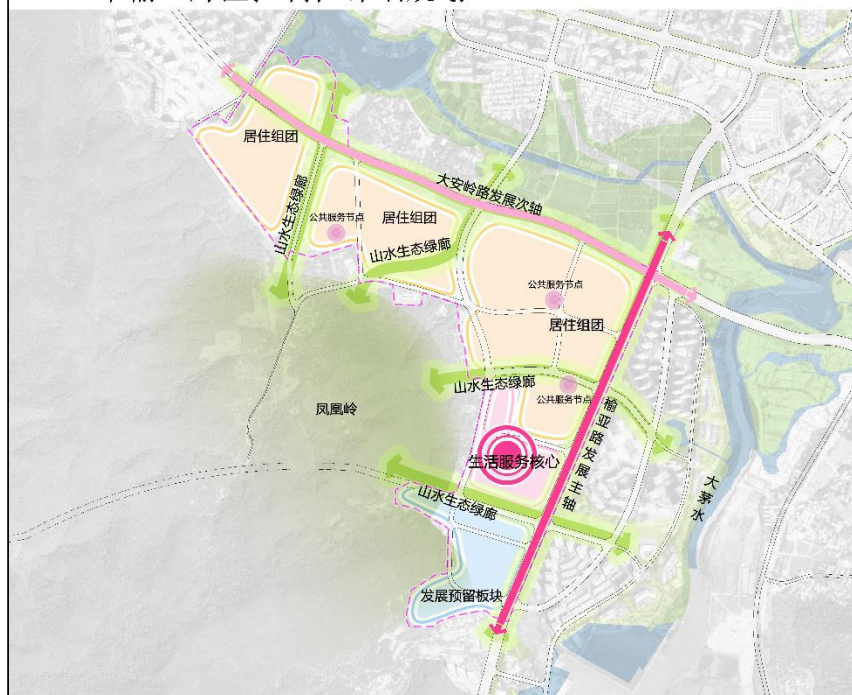 居住组团
大安岭路发展次轴
公共服务节点
居住组团
山水生态绿廊
山水生态绿廊
公共服务节点
居住组团
山水生态绿廊
公共服务节点
凤凰岭
榆亚路发展主轴
生活服务核心
大茅水
山水生态绿廊
发展预留板块